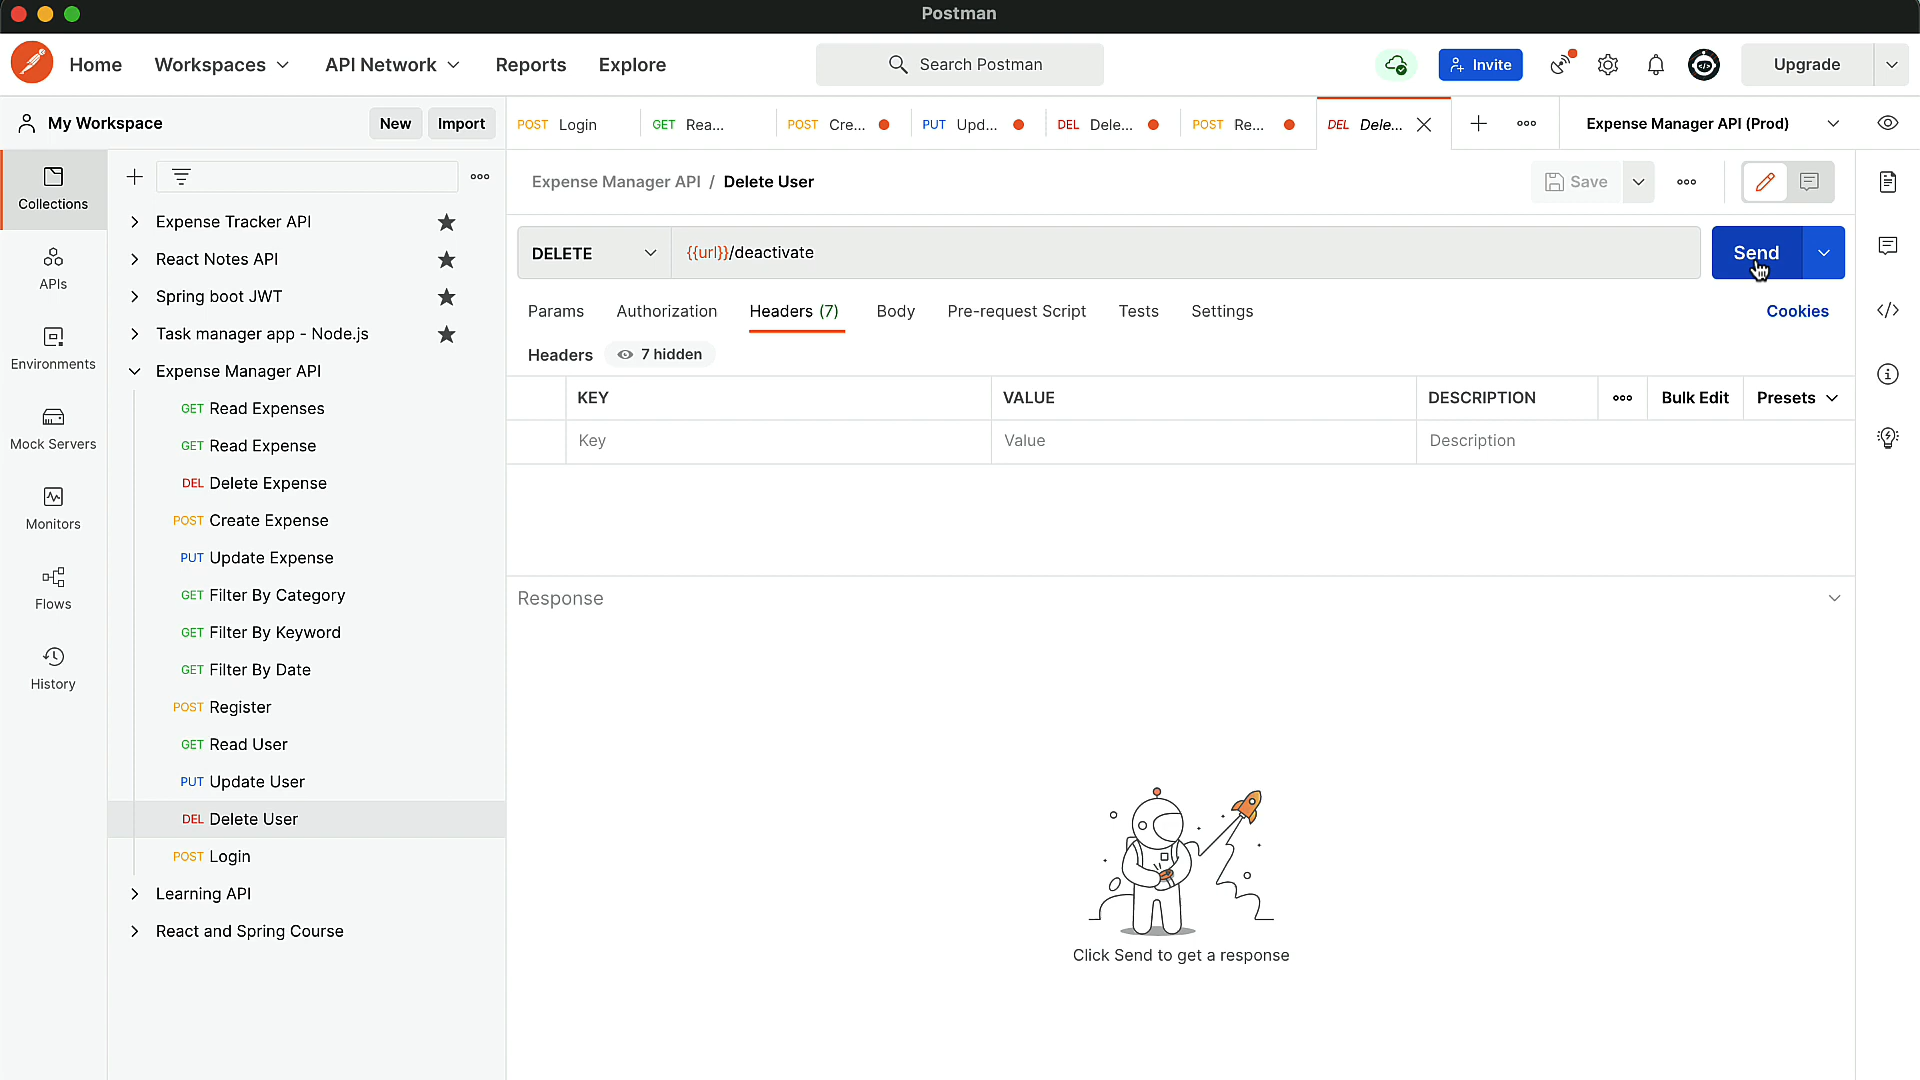 Postman
Home
Workspaces
API Network
Reports
Explore
Search Postman
Invite
Upgrade
My Workspace
New
Import
POST Login
GET Rea...
POST Cre...
PUT Upd...
DEL Dele...
POST Re...
DEL Dele...
Expense Manager API (Prod)
Collections
APIs
Environments
Mock Servers
Monitors
Flows
History
Expense Tracker API
React Notes API
Spring boot JWT
Task manager app - Node.js
Expense Manager API
GET Read Expenses
GET Read Expense
DEL Delete Expense
POST Create Expense
PUT Update Expense
GET Filter By Category
GET Filter By Keyword
GET Filter By Date
POST Register
GET Read User
PUT Update User
DEL Delete User
POST Login
Learning API
React and Spring Course
Expense Manager API / Delete User
Save
DELETE
{{url}}/deactivate
Send
Params
Authorization
Headers (7)
Body
Pre-request Script
Tests
Settings
Cookies
Headers
7 hidden
KEY
VALUE
DESCRIPTION
Bulk Edit
Presets
Key
Value
Description
Response
Click Send to get a response